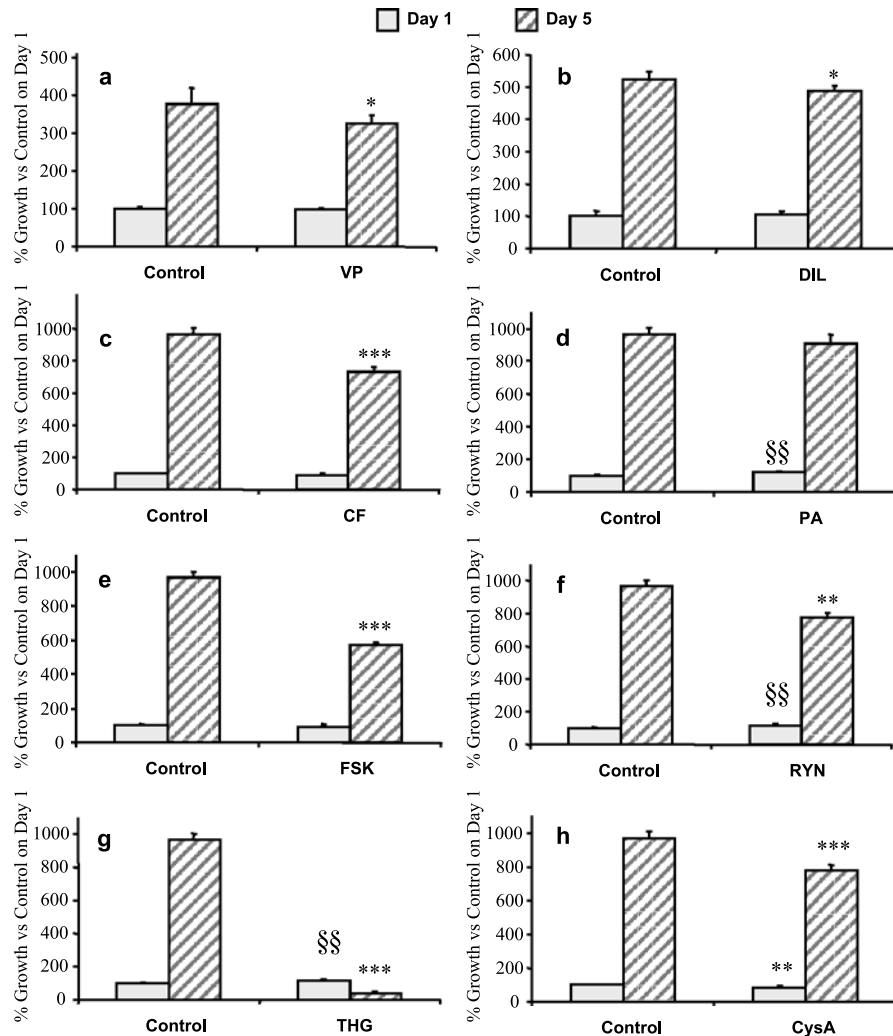 Day 1 Day 5
% Growth vs Control on Day 1
500
400
300
200
100
0
a
*
Control VP
% Growth vs Control on Day 1
600
500
400
300
200
100
0
b
*
Control DIL
% Growth vs Control on Day 1
1000
800
600
400
200
0
c
***
Control CF
% Growth vs Control on Day 1
1000
800
600
400
200
0
d
§§
Control PA
% Growth vs Control on Day 1
1000
800
600
400
200
0
e
***
Control FSK
% Growth vs Control on Day 1
1000
800
600
400
200
0
f
**
§§
Control RYN
% Growth vs Control on Day 1
1000
800
600
400
200
0
g
§§
***
Control THG
% Growth vs Control on Day 1
1000
800
600
400
200
0
h
***
**
Control CysA